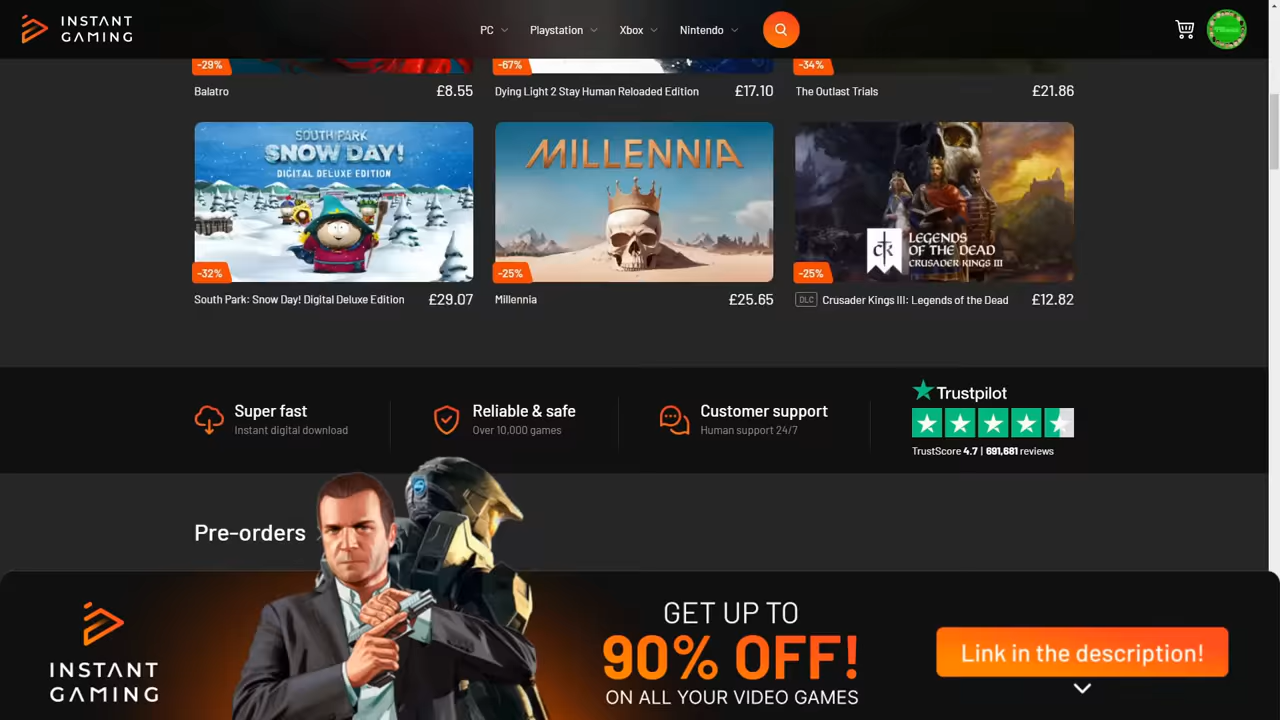 INSTANT GAMING
PC Playstation Xbox Nintendo
-29% -67% -34%
Balatro £8.55 Dying Light 2 Stay Human Reloaded Edition £17.10 The Outlast Trials £21.86
SOUTH PARK
SNOW DAY!
DIGITAL DELUXE EDITION
-32%
South Park: Snow Day! Digital Deluxe Edition £29.07
MILLENNIA
-25%
Millennia £25.65
LEGENDS
OF THE DEAD
CRUSADER KINGS III
-25%
DLC Crusader Kings III: Legends of the Dead £12.82
Super fast
Instant digital download
Reliable & safe
Over 10,000 games
Customer support
Human support 24/7
Trustpilot
TrustScore 4.7 | 691,681 reviews
Pre-orders
INSTANT
GAMING
GET UP TO
90% OFF!
ON ALL YOUR VIDEO GAMES
Link in the description!